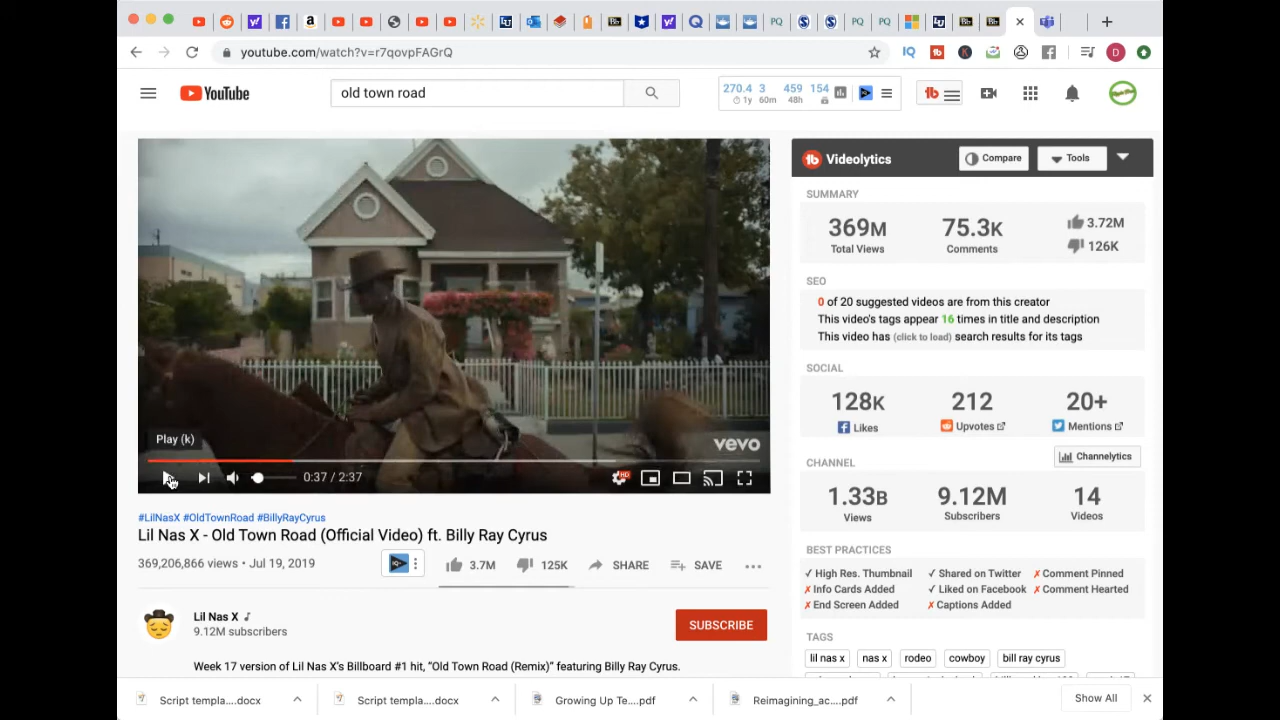 youtube.com/watch?v=r7qovpFAGrQ
YouTube
old town road
270.4 3 459 154
1y 60m 48h
Videolytics Compare Tools
SUMMARY
369M 75.3K 3.72M
Total Views Comments 126K
SEO
0 of 20 suggested videos are from this creator
This video's tags appear 16 times in title and description
This video has (click to load) search results for its tags
SOCIAL
128K 212 20+
Likes Upvotes Mentions
CHANNEL Channelytics
1.33B 9.12M 14
Views Subscribers Videos
BEST PRACTICES
✓ High Res. Thumbnail ✓ Shared on Twitter ✗ Comment Pinned
✗ Info Cards Added ✓ Liked on Facebook ✗ Comment Hearted
✗ End Screen Added ✗ Captions Added
TAGS
lil nas x nas x rodeo cowboy bill ray cyrus
vevo
Play (k)
0:37 / 2:37
HD
#LilNasX #OldTownRoad #BillyRayCyrus
Lil Nas X - Old Town Road (Official Video) ft. Billy Ray Cyrus
369,206,866 views • Jul 19, 2019 3.7M 125K SHARE SAVE
Lil Nas X
9.12M subscribers
SUBSCRIBE
Week 17 version of Lil Nas X's Billboard #1 hit, “Old Town Road (Remix)” featuring Billy Ray Cyrus.
Script templa....docx Script templa....docx Growing Up Te....pdf Reimagining_ac....pdf Show All